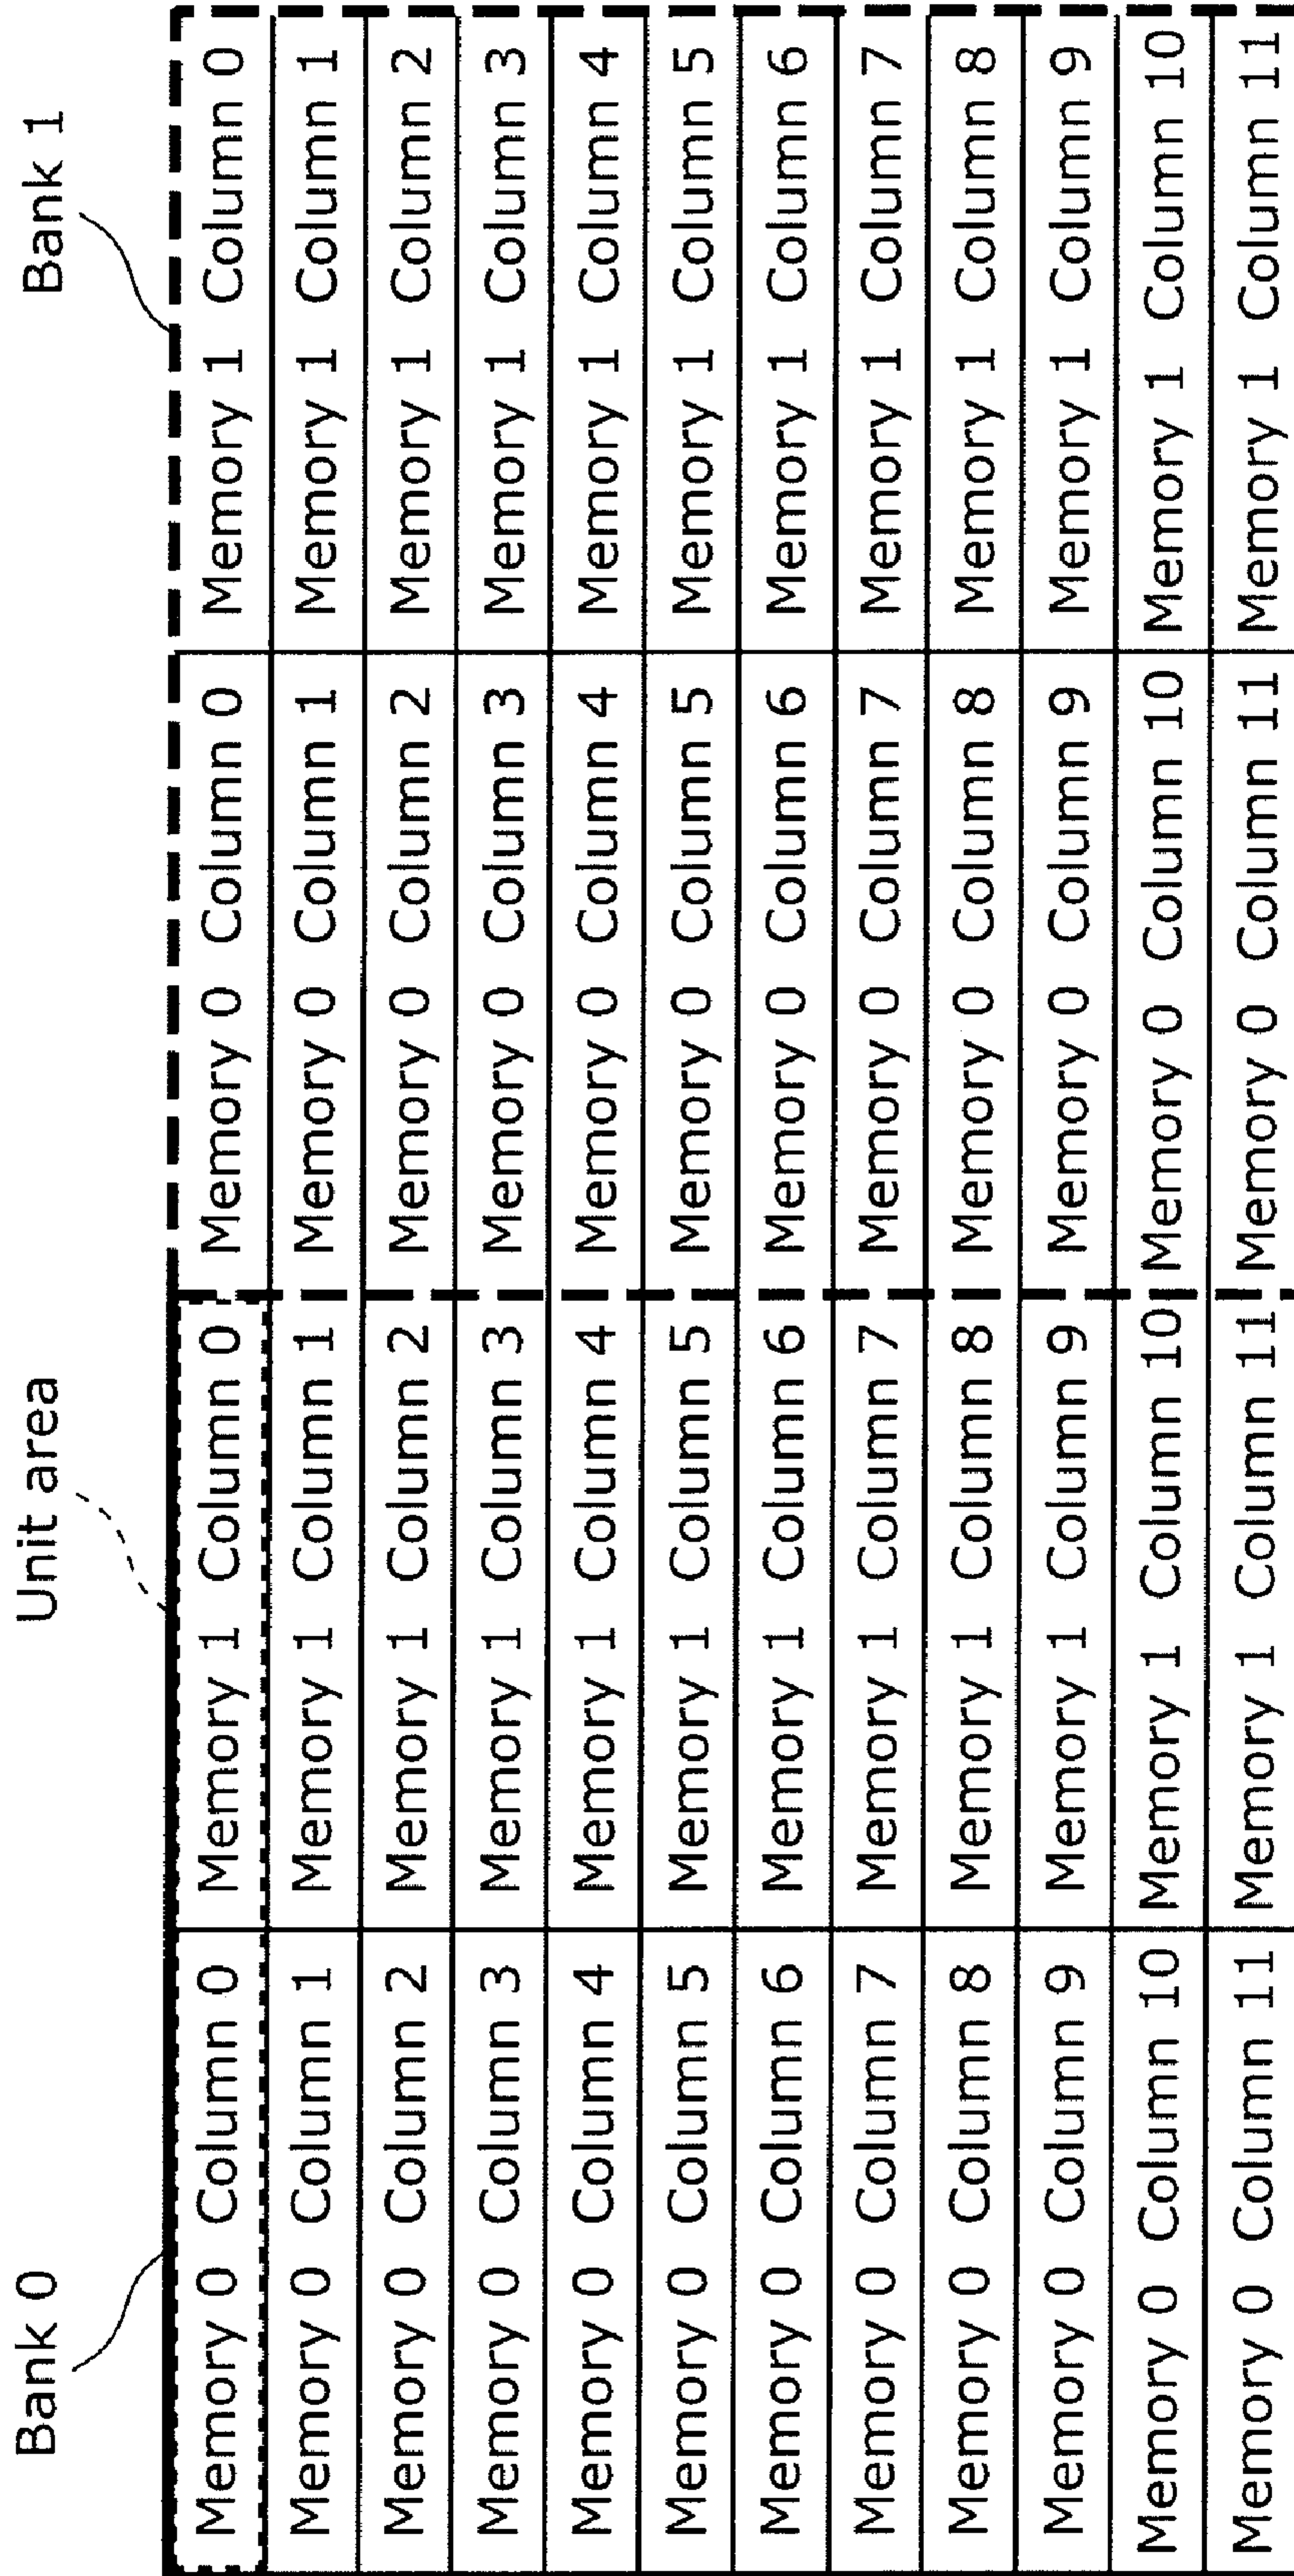 Bank 0 Unit area Bank 1
Memory 0 Column 0 Memory 1 Column 0 Memory 0 Column 0 Memory 1 Column 0
Memory 0 Column 1 Memory 1 Column 1 Memory 0 Column 1 Memory 1 Column 1
Memory 0 Column 2 Memory 1 Column 2 Memory 0 Column 2 Memory 1 Column 2
Memory 0 Column 3 Memory 1 Column 3 Memory 0 Column 3 Memory 1 Column 3
Memory 0 Column 4 Memory 1 Column 4 Memory 0 Column 4 Memory 1 Column 4
Memory 0 Column 5 Memory 1 Column 5 Memory 0 Column 5 Memory 1 Column 5
Memory 0 Column 6 Memory 1 Column 6 Memory 0 Column 6 Memory 1 Column 6
Memory 0 Column 7 Memory 1 Column 7 Memory 0 Column 7 Memory 1 Column 7
Memory 0 Column 8 Memory 1 Column 8 Memory 0 Column 8 Memory 1 Column 8
Memory 0 Column 9 Memory 1 Column 9 Memory 0 Column 9 Memory 1 Column 9
Memory 0 Column 10 Memory 1 Column 10 Memory 0 Column 10 Memory 1 Column 10
Memory 0 Column 11 Memory 1 Column 11 Memory 0 Column 11 Memory 1 Column 11